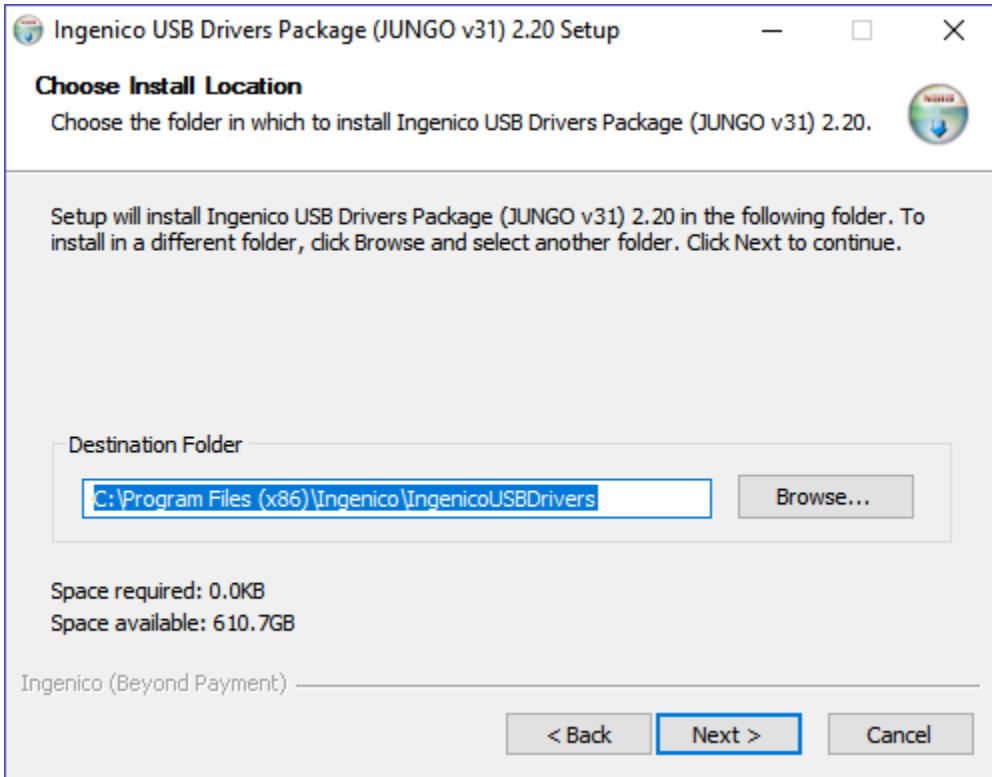 Ingenico USB Drivers Package (JUNGO v31) 2.20 Setup
Choose Install Location
Choose the folder in which to install Ingenico USB Drivers Package (JUNGO v31) 2.20.
Setup will install Ingenico USB Drivers Package (JUNGO v31) 2.20 in the following folder. To
install in a different folder, click Browse and select another folder. Click Next to continue.
Destination Folder
C:\Program Files (x86)\Ingenico\IngenicoUSBDrivers
Browse...
Space required: 0.0KB
Space available: 610.7GB
Ingenico (Beyond Payment)
< Back
Next >
Cancel